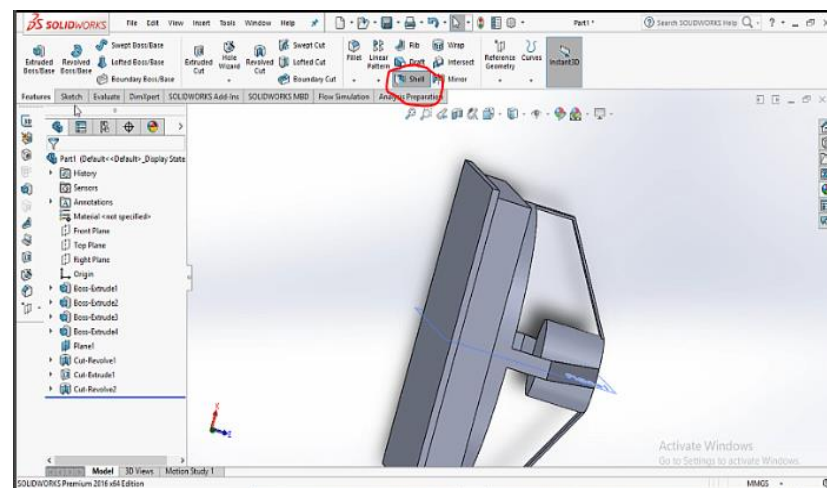 SOLIDWORKS File Edit View Insert Tools Window Help Part1 * Search SOLIDWORKS Help
Extruded Boss/Base
Revolved Boss/Base
Swept Boss/Base
Lofted Boss/Base
Boundary Boss/Base
Extruded Cut
Hole Wizard
Revolved Cut
Swept Cut
Lofted Cut
Boundary Cut
Fillet
Linear Pattern
Rib
Draft
Shell
Wrap
Intersect
Mirror
Reference Geometry
Curves
Instant3D
Features Sketch Evaluate DimXpert SOLIDWORKS Add-Ins SOLIDWORKS MBD Flow Simulation Analysis Preparation
Part1 (Default<<Default>_Display State
History
Sensors
Annotations
Material <not specified>
Front Plane
Top Plane
Right Plane
Origin
Boss-Extrude1
Boss-Extrude2
Boss-Extrude3
Boss-Extrude4
Plane1
Cut-Revolve1
Cut-Extrude1
Cut-Revolve2
Activate Windows
Go to Settings to activate Windows.
Model 3D Views Motion Study 1
SOLIDWORKS Premium 2016 x64 Edition MMGS